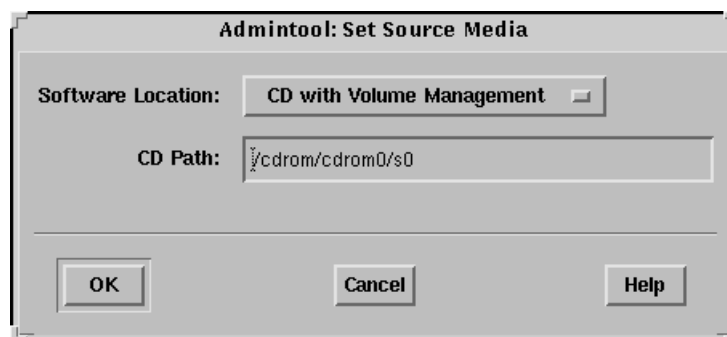 Admintool: Set Source Media
Software Location: CD with Volume Management
CD Path: /cdrom/cdrom0/s0
OK Cancel Help